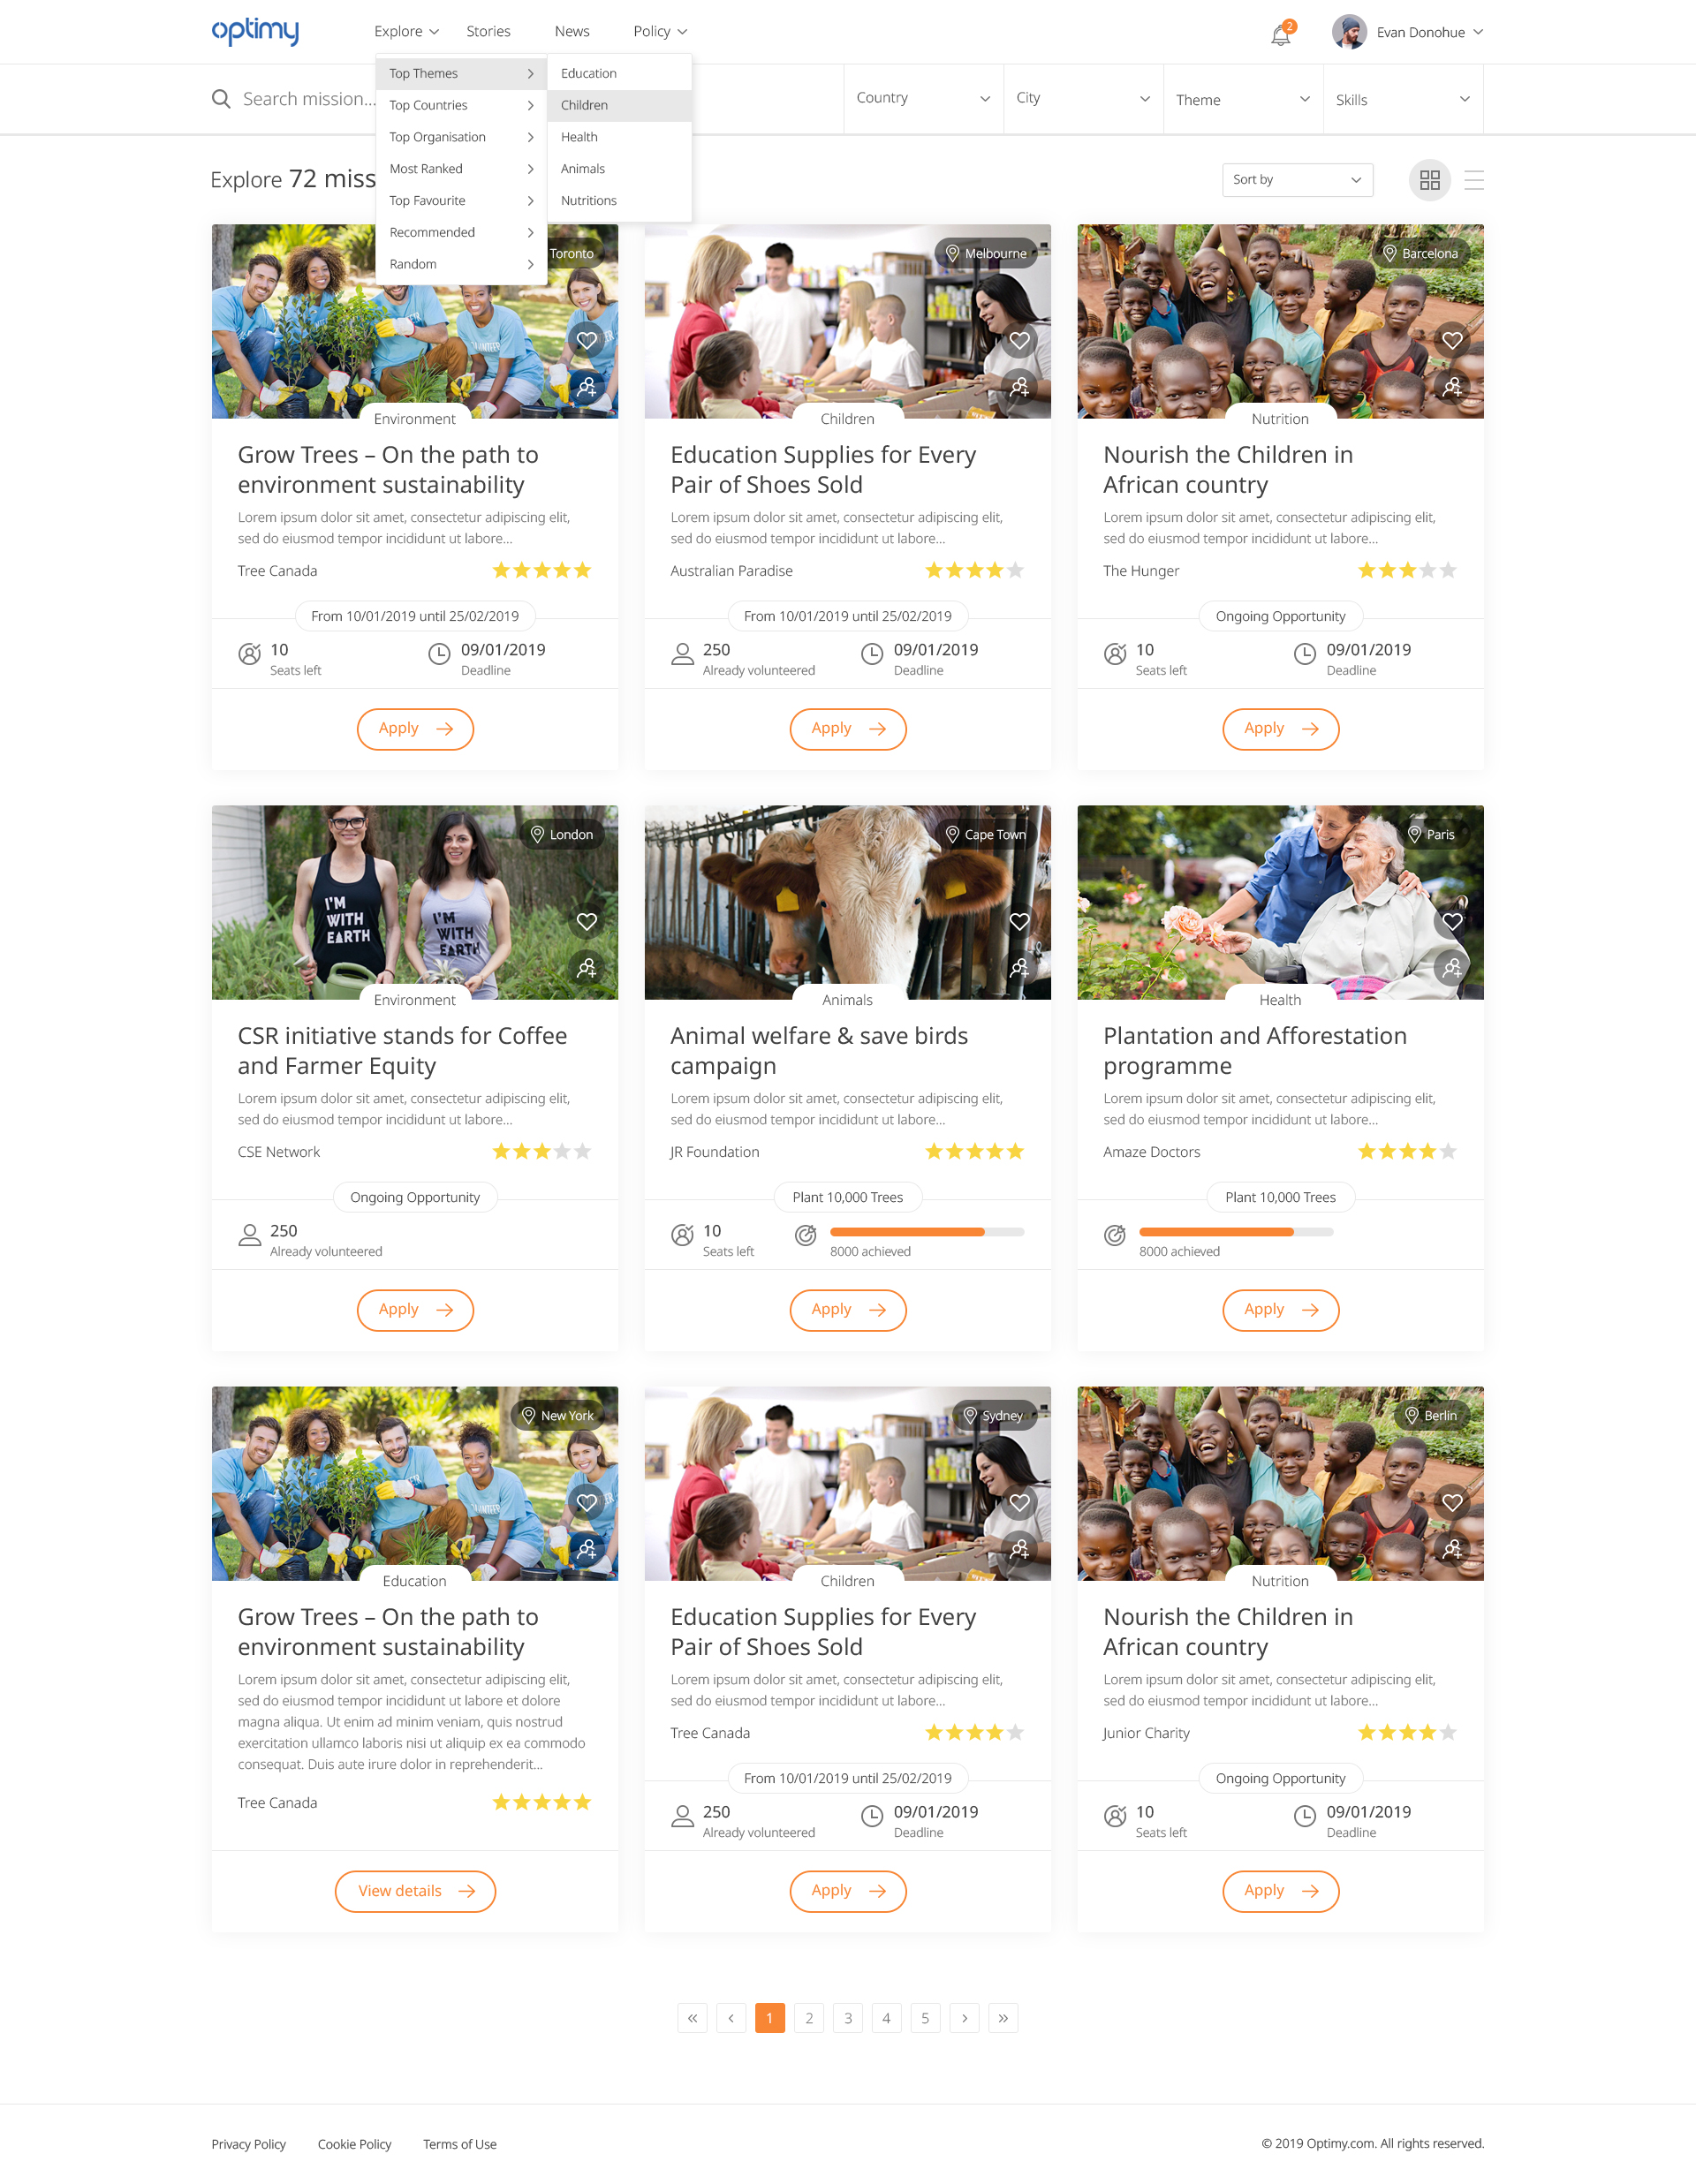 optimy
Explore
Stories
News
Policy
2
Evan Donohue
Top Themes
Top Countries
Top Organisation
Most Ranked
Top Favourite
Recommended
Random
Education
Children
Health
Animals
Nutritions
Search mission...
Country
City
Theme
Skills
Explore 72 miss
Sort by
Toronto
Environment
Grow Trees – On the path to
environment sustainability
Lorem ipsum dolor sit amet, consectetur adipiscing elit,
sed do eiusmod tempor incididunt ut labore...
Tree Canada
From 10/01/2019 until 25/02/2019
10
Seats left
09/01/2019
Deadline
Apply
Melbourne
Children
Education Supplies for Every
Pair of Shoes Sold
Lorem ipsum dolor sit amet, consectetur adipiscing elit,
sed do eiusmod tempor incididunt ut labore...
Australian Paradise
From 10/01/2019 until 25/02/2019
250
Already volunteered
09/01/2019
Deadline
Apply
Barcelona
Nutrition
Nourish the Children in
African country
Lorem ipsum dolor sit amet, consectetur adipiscing elit,
sed do eiusmod tempor incididunt ut labore...
The Hunger
Ongoing Opportunity
10
Seats left
09/01/2019
Deadline
Apply
London
I'M
WITH
EARTH
I'M
WITH
EARTH
Environment
CSR initiative stands for Coffee
and Farmer Equity
Lorem ipsum dolor sit amet, consectetur adipiscing elit,
sed do eiusmod tempor incididunt ut labore...
CSE Network
Ongoing Opportunity
250
Already volunteered
Apply
Cape Town
Animals
Animal welfare & save birds
campaign
Lorem ipsum dolor sit amet, consectetur adipiscing elit,
sed do eiusmod tempor incididunt ut labore...
JR Foundation
Plant 10,000 Trees
10
Seats left
8000 achieved
Apply
Paris
Health
Plantation and Afforestation
programme
Lorem ipsum dolor sit amet, consectetur adipiscing elit,
sed do eiusmod tempor incididunt ut labore...
Amaze Doctors
Plant 10,000 Trees
8000 achieved
Apply
New York
Education
Grow Trees – On the path to
environment sustainability
Lorem ipsum dolor sit amet, consectetur adipiscing elit,
sed do eiusmod tempor incididunt ut labore et dolore
magna aliqua. Ut enim ad minim veniam, quis nostrud
exercitation ullamco laboris nisi ut aliquip ex ea commodo
consequat. Duis aute irure dolor in reprehenderit...
Tree Canada
View details
Sydney
Children
Education Supplies for Every
Pair of Shoes Sold
Lorem ipsum dolor sit amet, consectetur adipiscing elit,
sed do eiusmod tempor incididunt ut labore...
Tree Canada
From 10/01/2019 until 25/02/2019
250
Already volunteered
09/01/2019
Deadline
Apply
Berlin
Nutrition
Nourish the Children in
African country
Lorem ipsum dolor sit amet, consectetur adipiscing elit,
sed do eiusmod tempor incididunt ut labore...
Junior Charity
Ongoing Opportunity
10
Seats left
09/01/2019
Deadline
Apply
« ‹ 1 2 3 4 5 › »
Privacy Policy
Cookie Policy
Terms of Use
© 2019 Optimy.com. All rights reserved.